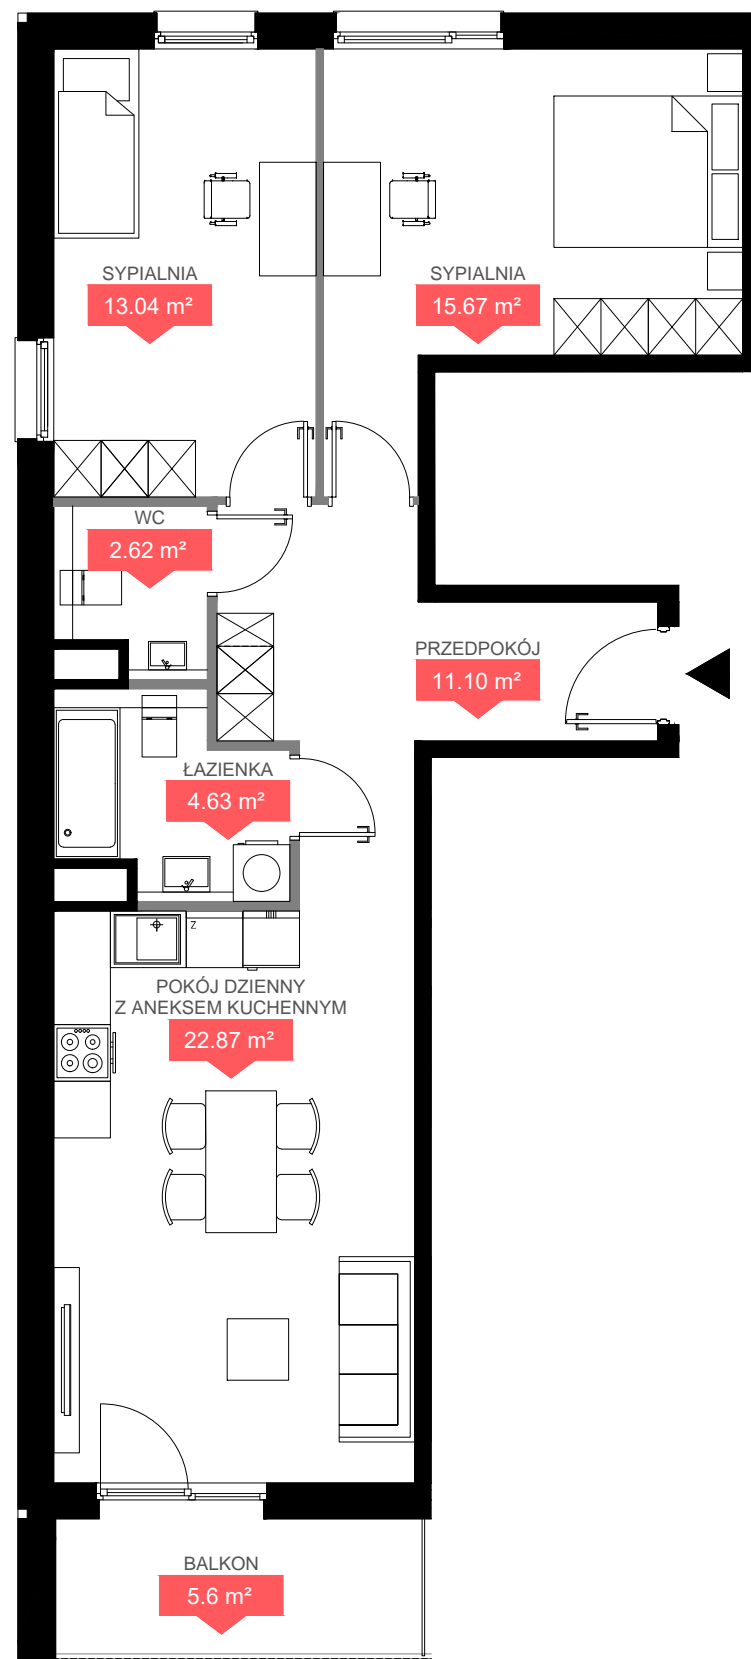 SYPIALNIA
13.04 m²
SYPIALNIA
15.67 m²
WC
2.62 m²
PRZEDPOKÓJ
11.10 m²
ŁAZIENKA
4.63 m²
Z
POKÓJ DZIENNY
Z ANEKSEM KUCHENNYM
22.87 m²
BALKON
5.6 m²